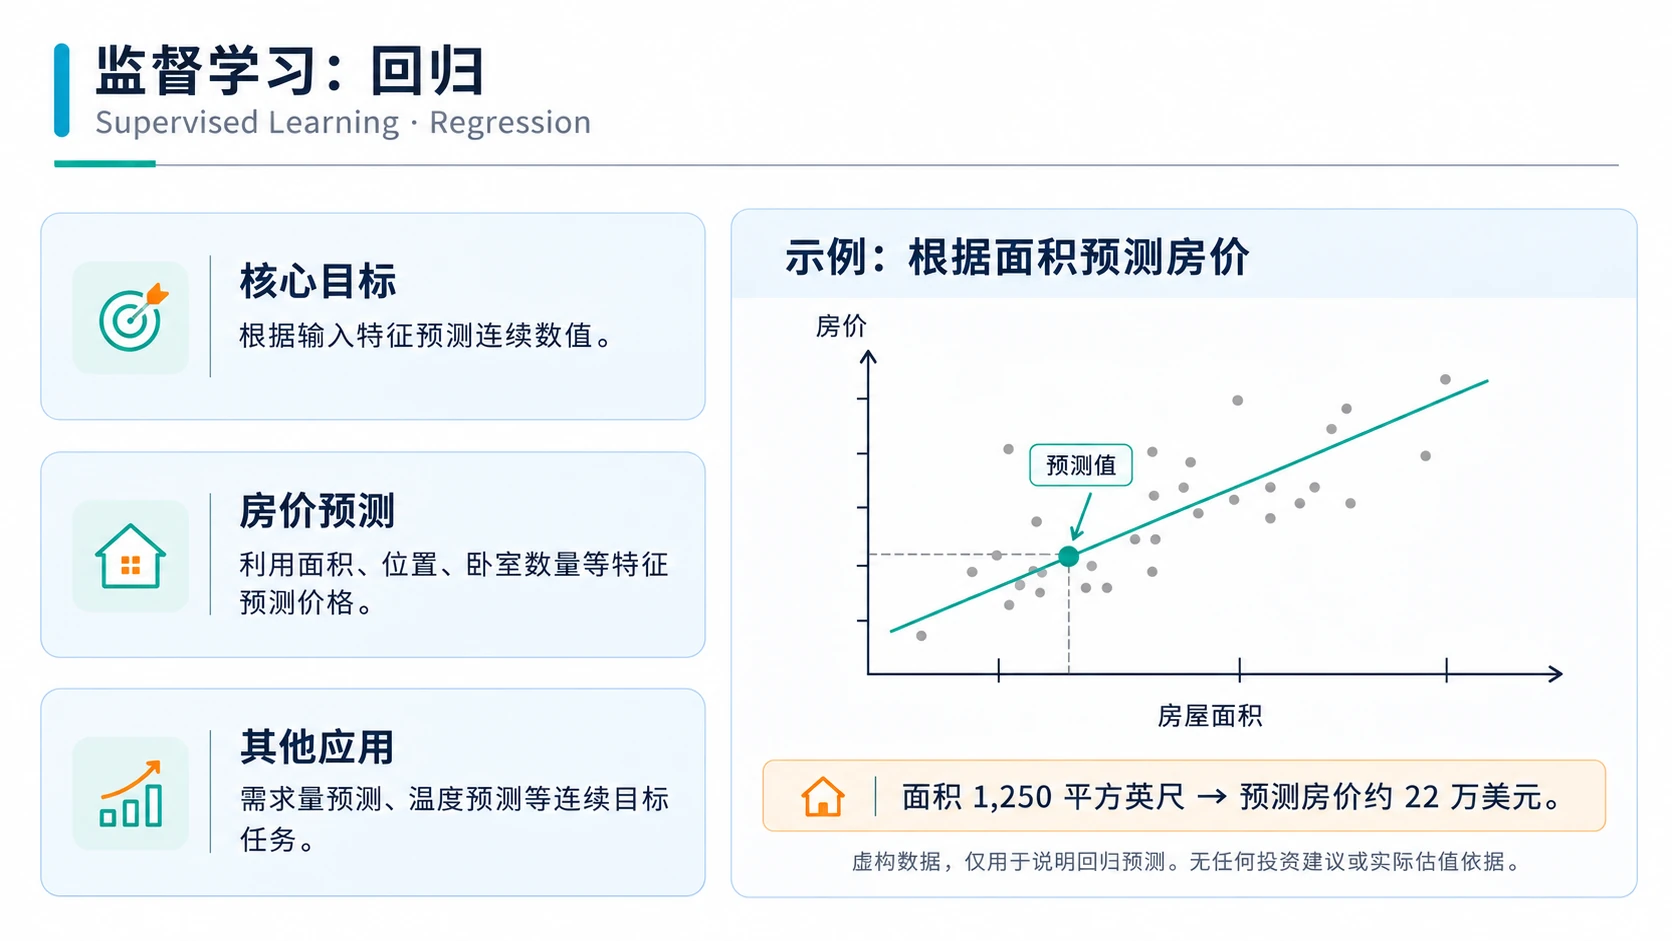 监督学习：回归
Supervised Learning · Regression
核心目标
根据输入特征预测连续数值。
房价预测
利用面积、位置、卧室数量等特征
预测价格。
其他应用
需求量预测、温度预测等连续目标
任务。
示例：根据面积预测房价
房价
预测值
房屋面积
面积 1,250 平方英尺 → 预测房价约 22 万美元。
虚构数据，仅用于说明回归预测。无任何投资建议或实际估值依据。